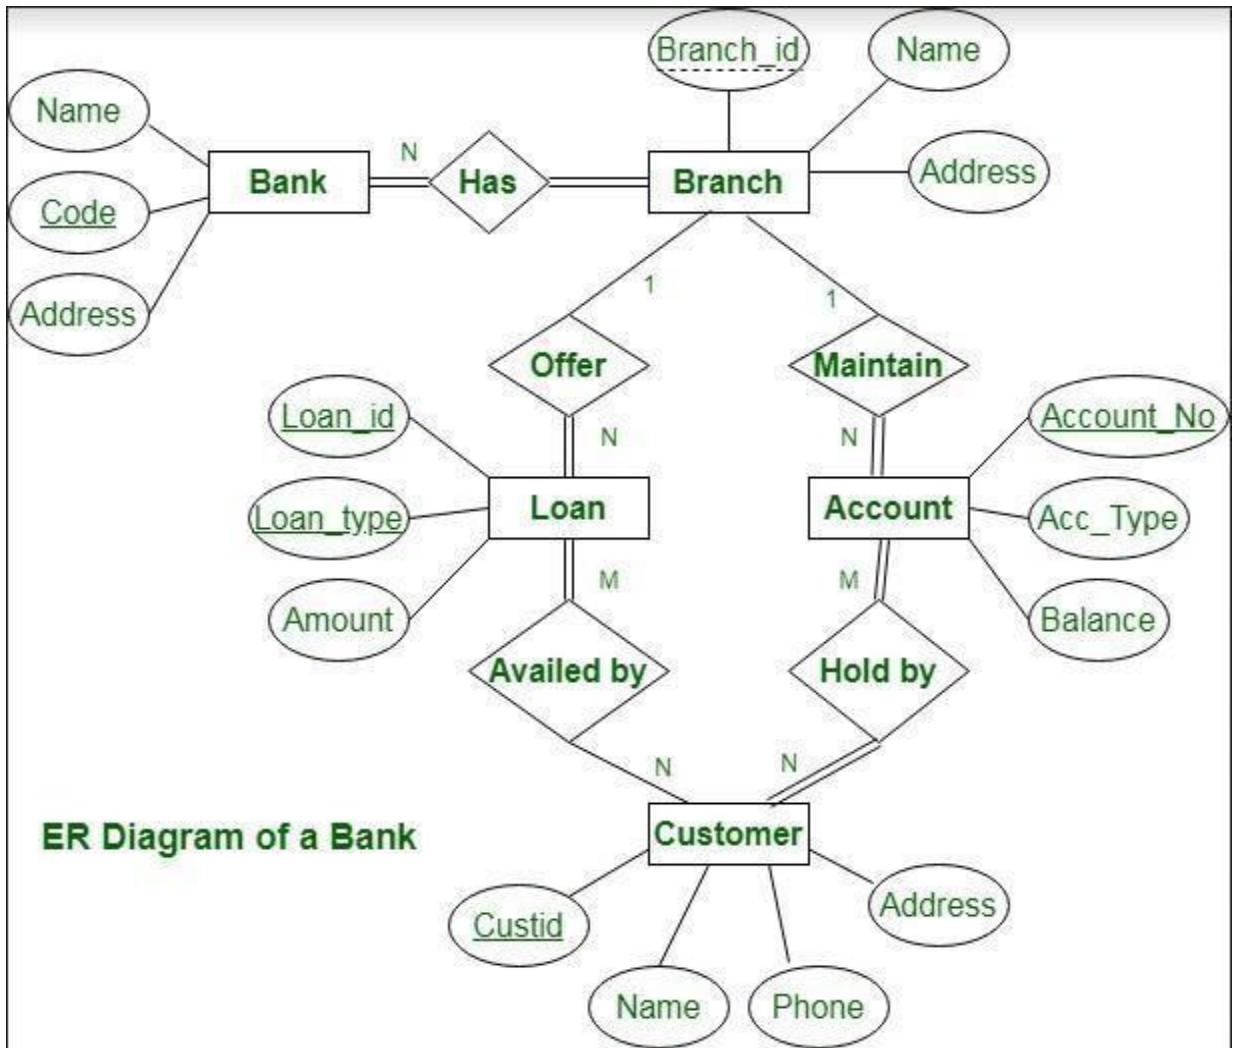 Branch_id
Name
Name
N
Bank
Has
Branch
Address
Code
Address
1
1
Offer
Maintain
Loan_id
N
N
Account_No
Loan_type
Loan
Account
Acc_Type
M
M
Amount
Balance
Availed by
Hold by
N
N
ER Diagram of a Bank
Customer
Custid
Address
Name
Phone